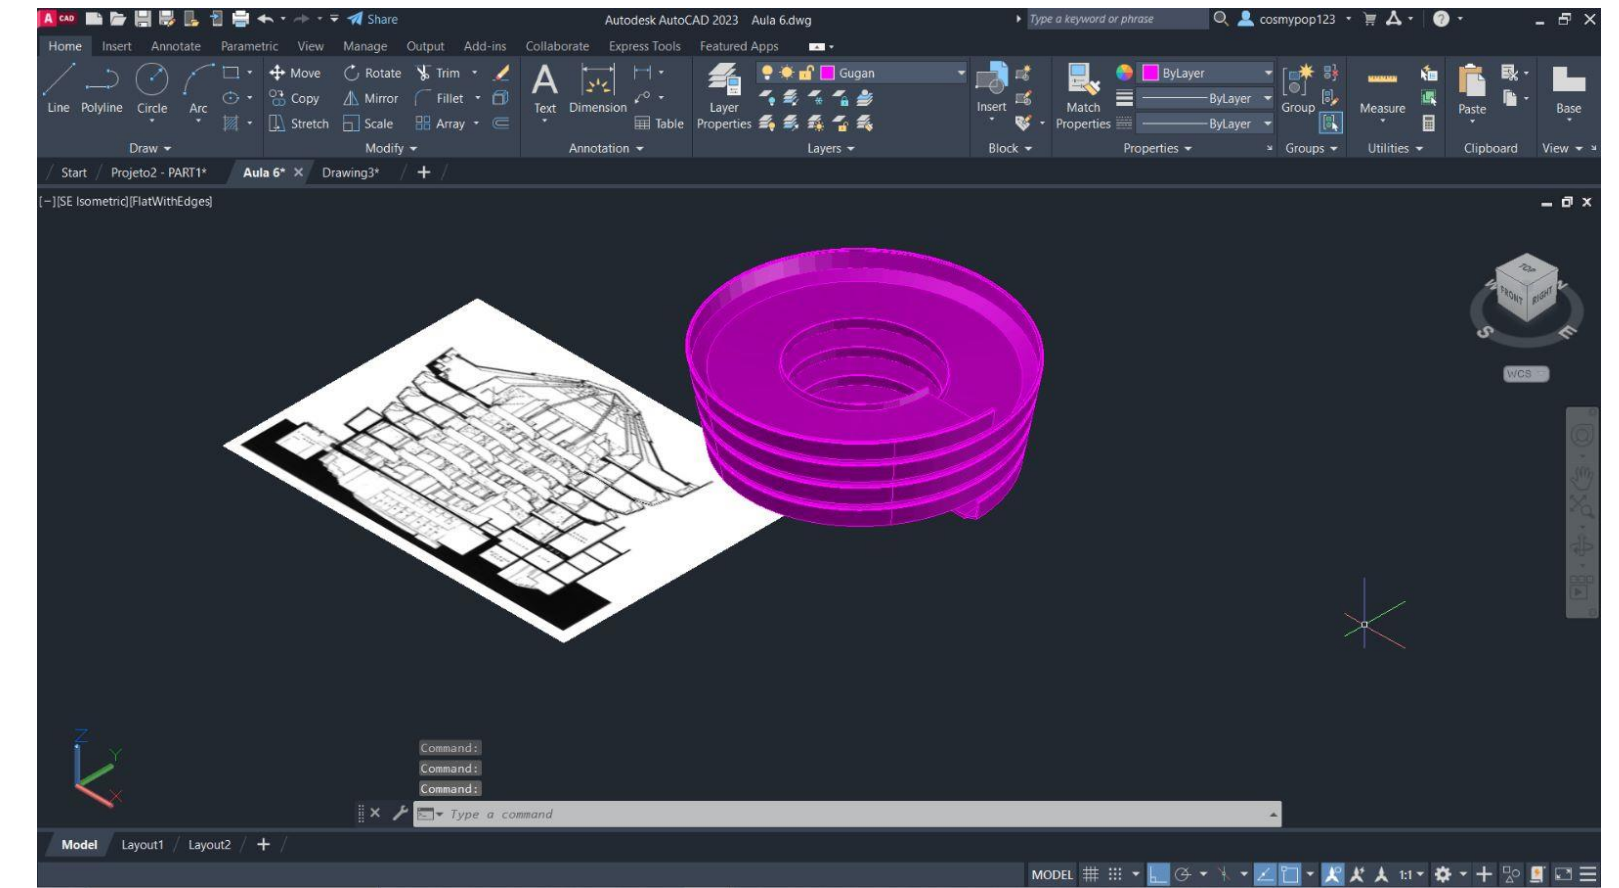 A CAD Share Autodesk AutoCAD 2023 Aula 6.dwg Type a keyword or phrase cosmypop123
Home Insert Annotate Parametric View Manage Output Add-ins Collaborate Express Tools Featured Apps
Line Polyline Circle Arc
Move Rotate Trim
Copy Mirror Fillet
Stretch Scale Array
Text Dimension
Table
Layer Properties
Gugan
Insert
Match Properties
ByLayer
ByLayer
ByLayer
Group
Measure
Paste
Base
Draw Modify Annotation Layers Block Properties Groups Utilities Clipboard View
Start Projeto2 - PART1* Aula 6* Drawing3*
[−][SE Isometric][FlatWithEdges]
TOP
FRONT RIGHT
W N
S E
WCS
Z
Y
X
Command:
Command:
Command:
Type a command
Model Layout1 Layout2
MODEL 1:1